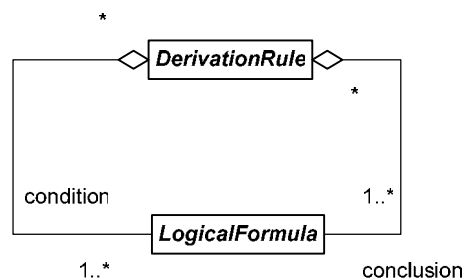 *
DerivationRule
*
condition
1..*
LogicalFormula
1..*
conclusion